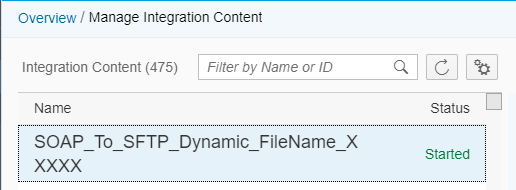 Overview / Manage Integration Content
Integration Content (475) Filter by Name or ID
Name Status
SOAP_To_SFTP_Dynamic_FileName_X
XXXX
Started